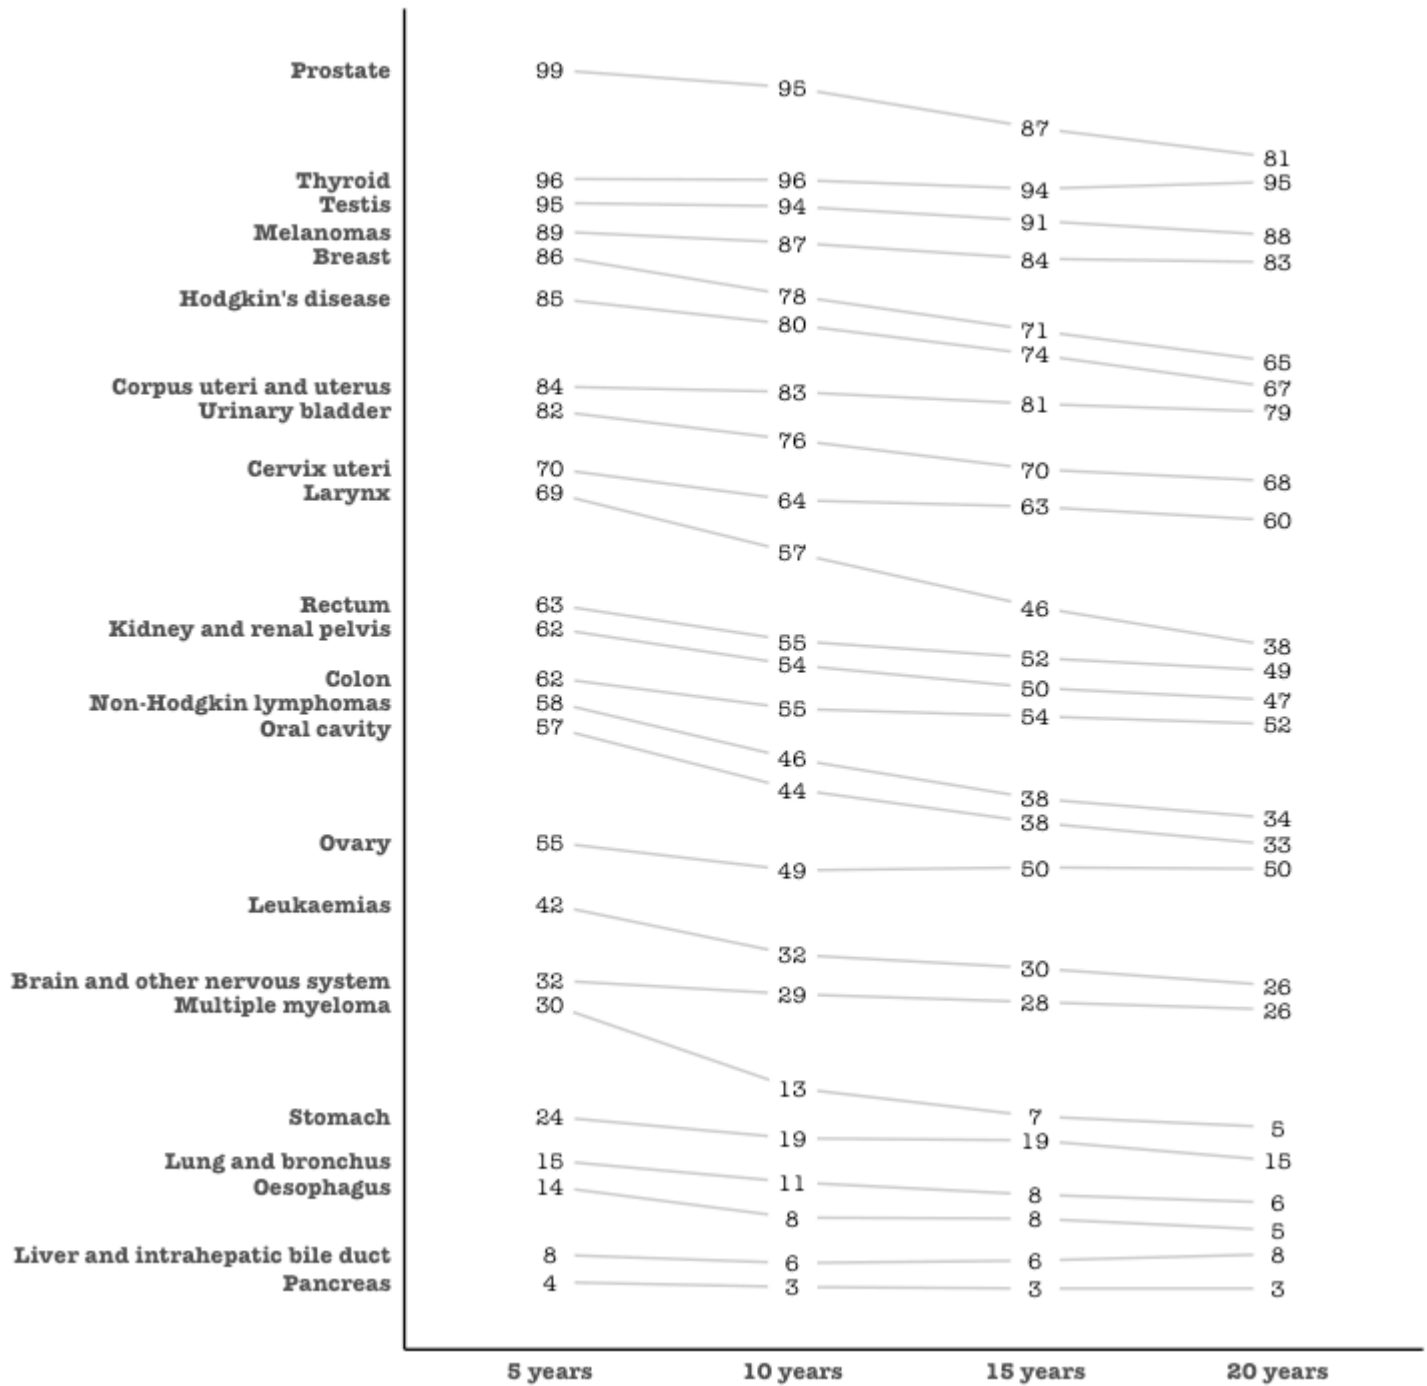 Prostate 99 95 87 81
Thyroid 96 96 94 95
Testis 95 94 91 88
Melanomas 89 87 84 83
Breast 86 78 71 65
Hodgkin's disease 85 80 74 67
Corpus uteri and uterus 84 83 81 79
Urinary bladder 82 76 70 68
Cervix uteri 70 64 63 60
Larynx 69 57 46 38
Rectum 63 55 52 49
Kidney and renal pelvis 62 54 50 47
Colon 62 55 54 52
Non-Hodgkin lymphomas 58 46 38 34
Oral cavity 57 44 38 33
Ovary 55 49 50 50
Leukaemias 42 32 30 26
Brain and other nervous system 32 29 28 26
Multiple myeloma 30 13 7 5
Stomach 24 19 19 15
Lung and bronchus 15 11 8 6
Oesophagus 14 8 8 5
Liver and intrahepatic bile duct 8 6 6 8
Pancreas 4 3 3 3
5 years 10 years 15 years 20 years